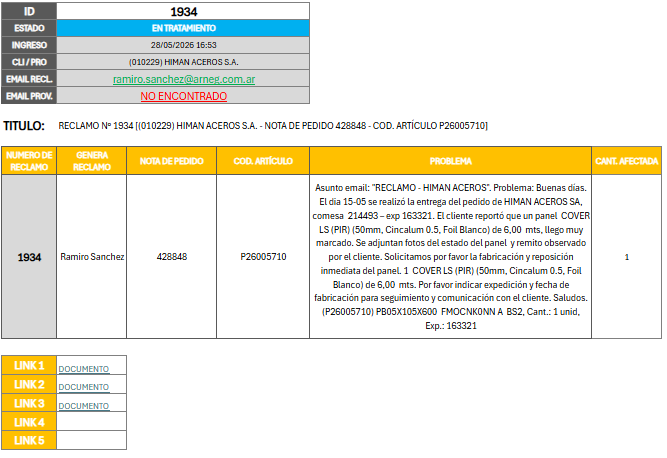 ID 1934
ESTADO EN TRATAMIENTO
INGRESO 28/05/2026 16:53
CLI / PRO (010229) HIMAN ACEROS S.A.
EMAIL RECL. ramiro.sanchez@arneg.com.ar
EMAIL PROV. NO ENCONTRADO
TITULO: RECLAMO Nº 1934 [(010229) HIMAN ACEROS S.A. - NOTA DE PEDIDO 428848 - COD. ARTÍCULO P26005710]
NUMERO DE RECLAMO GENERA RECLAMO NOTA DE PEDIDO COD. ARTÍCULO PROBLEMA CANT. AFECTADA
Asunto email: "RECLAMO - HIMAN ACEROS". Problema: Buenas días.
El dia 15-05 se realizó la entrega del pedido de HIMAN ACEROS SA,
comesa 214493 – exp 163321. El cliente reportó que un panel COVER
LS (PIR) (50mm, Cincalum 0.5, Foil Blanco) de 6,00 mts, llego muy
marcado. Se adjuntan fotos del estado del panel y remito observado
por el cliente. Solicitamos por favor la fabricación y reposición
1934 Ramiro Sanchez 428848 P26005710 inmediata del panel. 1 COVER LS (PIR) (50mm, Cincalum 0.5, Foil 1
Blanco) de 6,00 mts. Por favor indicar expedición y fecha de
fabricación para seguimiento y comunicación con el cliente. Saludos.
(P26005710) PB05X105X600 FMOCNK0NN A BS2, Cant.: 1 unid,
Exp.: 163321
LINK 1 DOCUMENTO
LINK 2 DOCUMENTO
LINK 3 DOCUMENTO
LINK 4
LINK 5